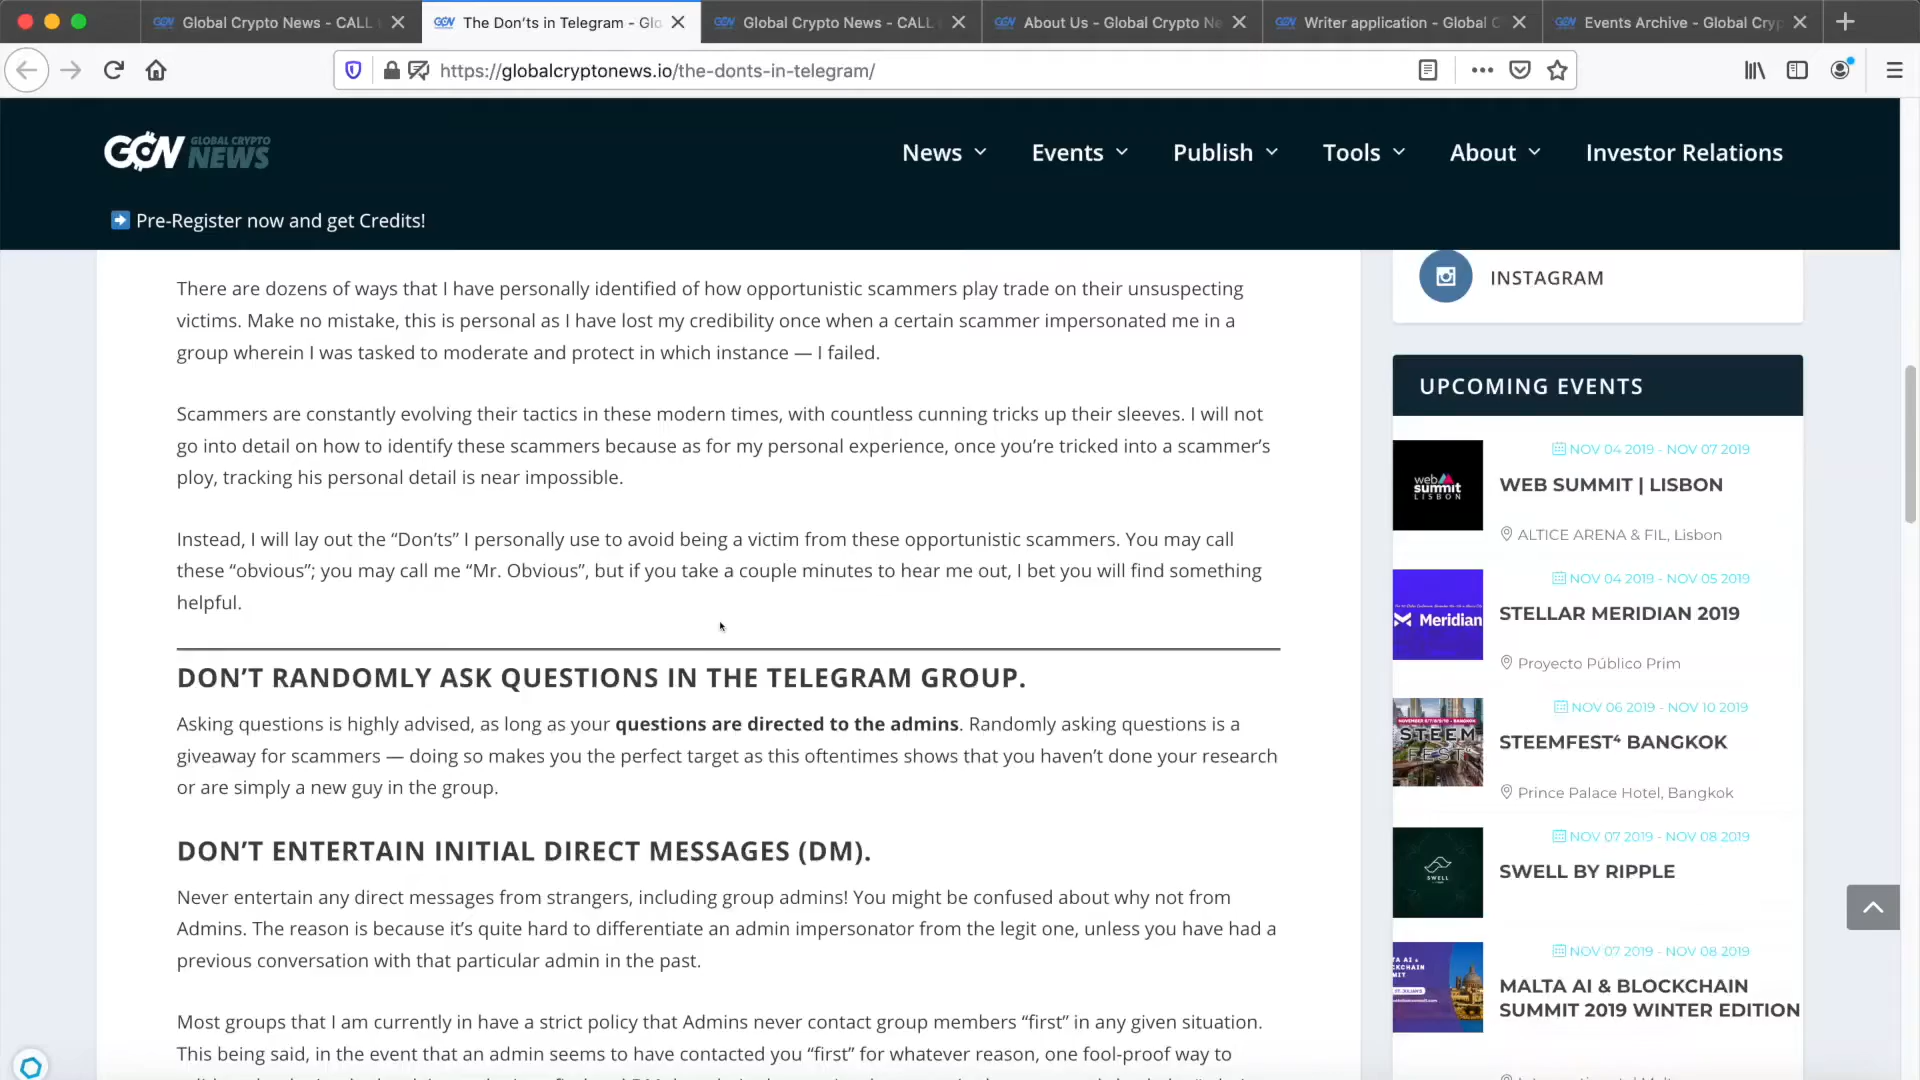 Global Crypto News - CALL
The Don'ts in Telegram - Glo
Global Crypto News - CALL
About Us - Global Crypto Ne
Writer application - Global C
Events Archive - Global Cryp
https://globalcryptonews.io/the-donts-in-telegram/
GCN GLOBAL CRYPTO NEWS
News
Events
Publish
Tools
About
Investor Relations
Pre-Register now and get Credits!
There are dozens of ways that I have personally identified of how opportunistic scammers play trade on their unsuspecting
victims. Make no mistake, this is personal as I have lost my credibility once when a certain scammer impersonated me in a
group wherein I was tasked to moderate and protect in which instance — I failed.
Scammers are constantly evolving their tactics in these modern times, with countless cunning tricks up their sleeves. I will not
go into detail on how to identify these scammers because as for my personal experience, once you're tricked into a scammer's
ploy, tracking his personal detail is near impossible.
Instead, I will lay out the “Don'ts” I personally use to avoid being a victim from these opportunistic scammers. You may call
these “obvious”; you may call me “Mr. Obvious”, but if you take a couple minutes to hear me out, I bet you will find something
helpful.
DON'T RANDOMLY ASK QUESTIONS IN THE TELEGRAM GROUP.
Asking questions is highly advised, as long as your questions are directed to the admins. Randomly asking questions is a
giveaway for scammers — doing so makes you the perfect target as this oftentimes shows that you haven't done your research
or are simply a new guy in the group.
DON'T ENTERTAIN INITIAL DIRECT MESSAGES (DM).
Never entertain any direct messages from strangers, including group admins! You might be confused about why not from
Admins. The reason is because it's quite hard to differentiate an admin impersonator from the legit one, unless you have had a
previous conversation with that particular admin in the past.
Most groups that I am currently in have a strict policy that Admins never contact group members “first” in any given situation.
This being said, in the event that an admin seems to have contacted you “first” for whatever reason, one fool-proof way to
INSTAGRAM
UPCOMING EVENTS
web summit LISBON
NOV 04 2019 - NOV 07 2019
WEB SUMMIT | LISBON
ALTICE ARENA & FIL, Lisbon
Meridian
NOV 04 2019 - NOV 05 2019
STELLAR MERIDIAN 2019
Proyecto Público Prim
STEEM FEST
NOV 06 2019 - NOV 10 2019
STEEMFEST⁴ BANGKOK
Prince Palace Hotel, Bangkok
SWELL
NOV 07 2019 - NOV 08 2019
SWELL BY RIPPLE
NOV 07 2019 - NOV 08 2019
MALTA AI & BLOCKCHAIN
SUMMIT 2019 WINTER EDITION